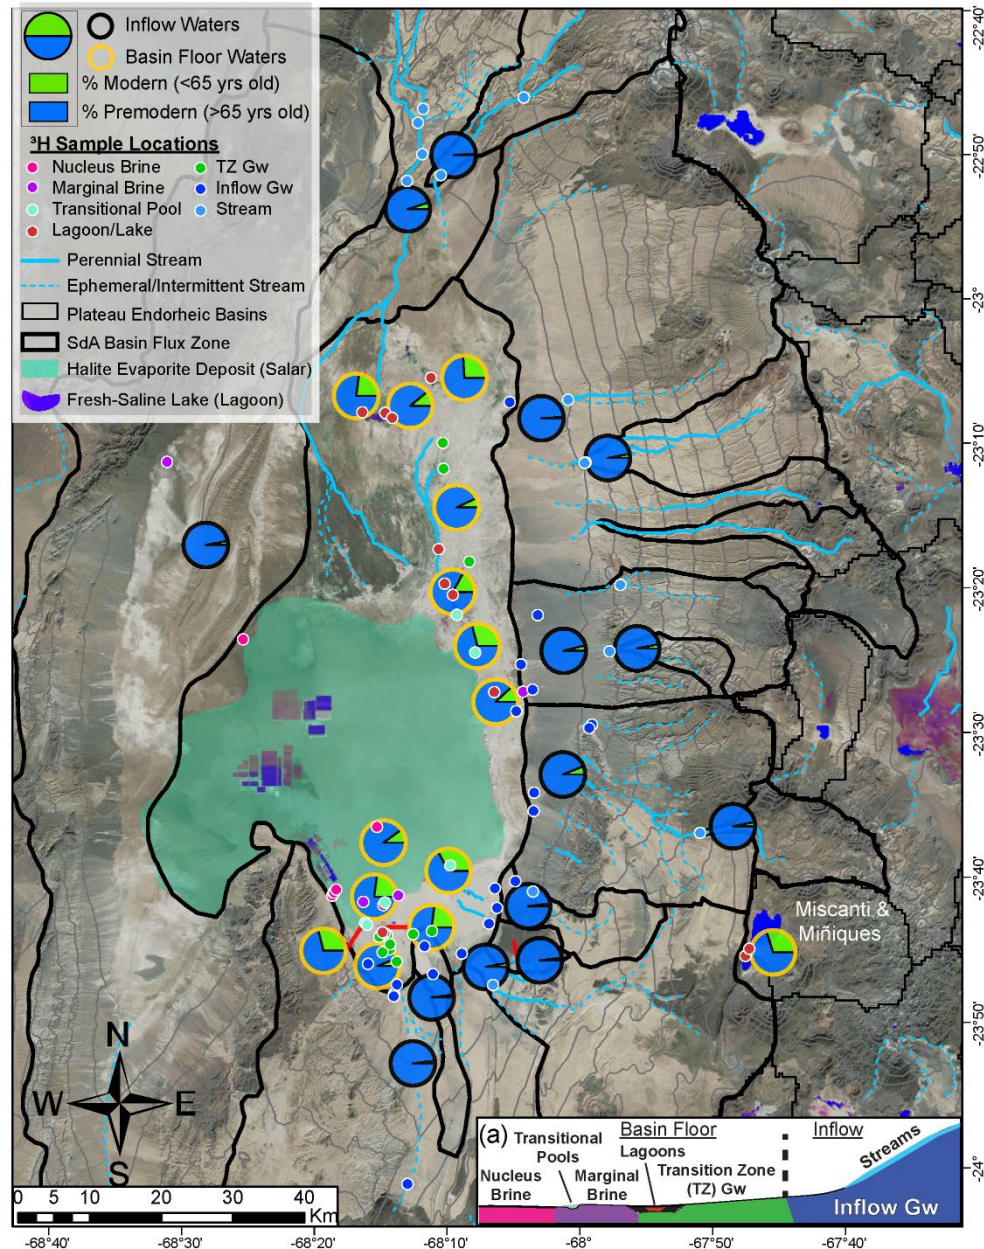 Inflow Waters
Basin Floor Waters
% Modern (<65 yrs old)
% Premodern (>65 yrs old)
³H Sample Locations
Nucleus Brine
TZ Gw
Marginal Brine
Inflow Gw
Transitional Pool
Stream
Lagoon/Lake
Perennial Stream
Ephemeral/Intermittent Stream
Plateau Endorheic Basins
SdA Basin Flux Zone
Halite Evaporite Deposit (Salar)
Fresh-Saline Lake (Lagoon)
-22°40'
-22°50'
-23°
-23°10'
-23°20'
-23°30'
-23°40'
-23°50'
-24°
Miscanti &
Miñiques
N
W E
S
0 5 10 20 30 40
Km
(a)
Basin Floor
Inflow
Transitional
Pools
Lagoons
Streams
Nucleus
Brine
Marginal
Brine
Transition Zone
(TZ) Gw
Inflow Gw
-68°40' -68°30' -68°20' -68°10' -68° -67°50' -67°40'